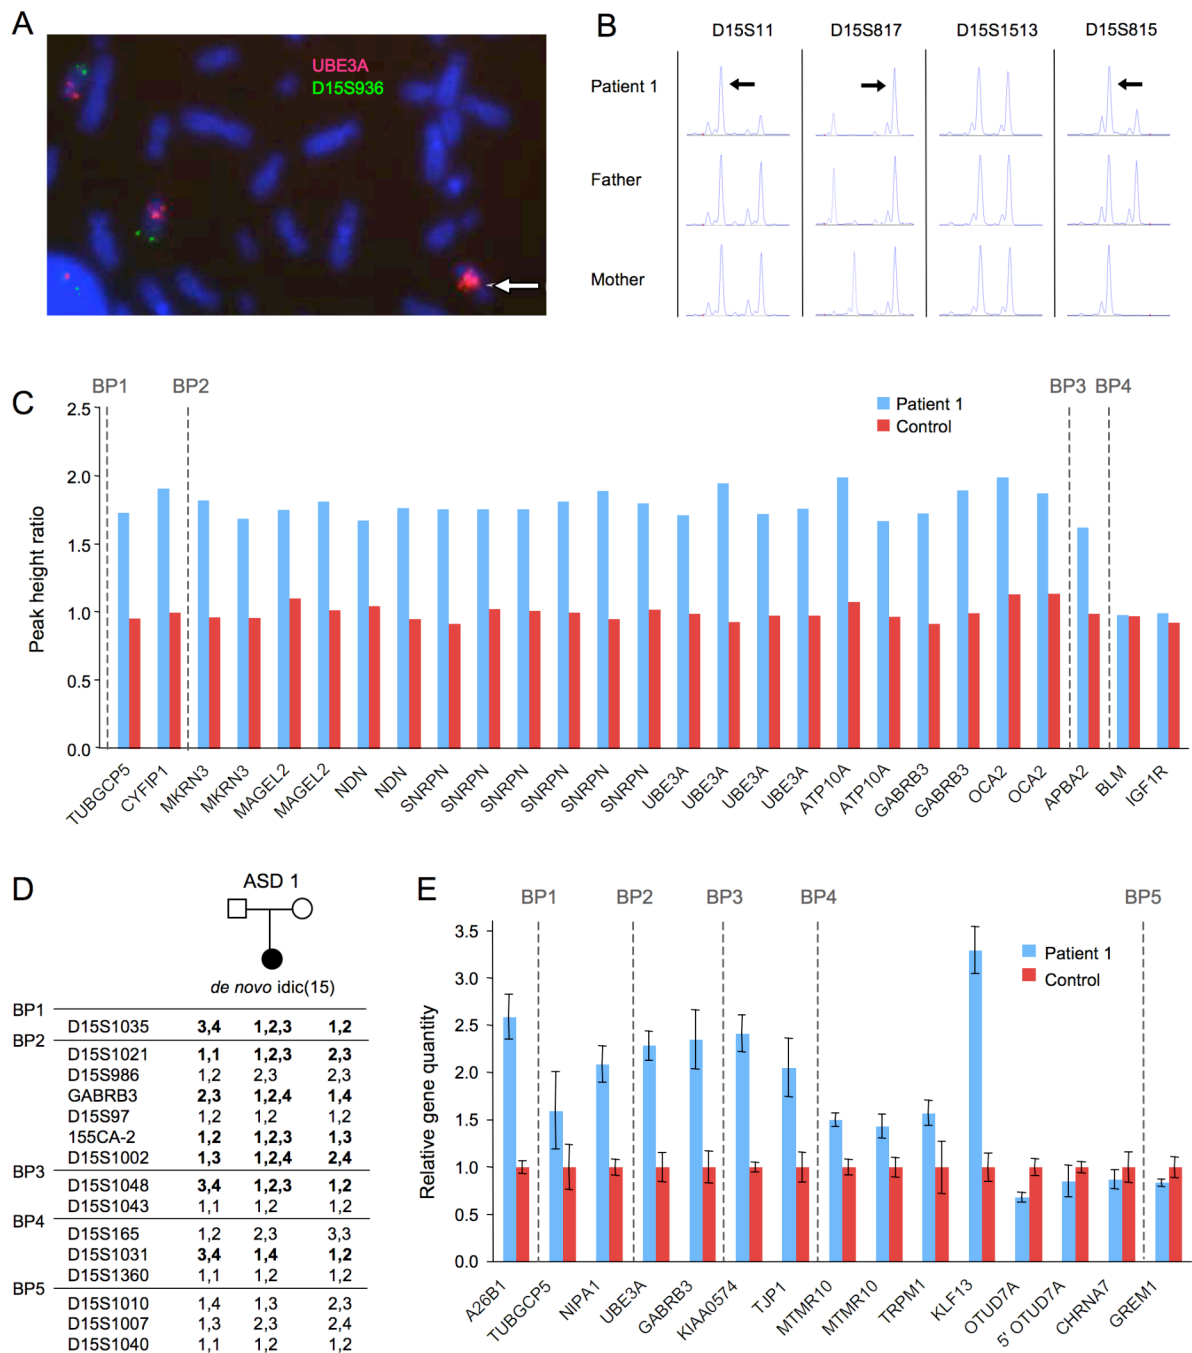 A
UBE3A
D15S936
B
D15S11 D15S817 D15S1513 D15S815
Patient 1
Father
Mother
C
BP1 BP2 BP3 BP4
Patient 1
Control
Peak height ratio
2.5
2.0
1.5
1.0
0.5
0.0
TUBGCP5 CYFIP1 MKRN3 MKRN3 MAGEL2 MAGEL2 NDN NDN SNRPN SNRPN SNRPN SNRPN SNRPN SNRPN UBE3A UBE3A UBE3A UBE3A ATP10A ATP10A GABRB3 GABRB3 OCA2 OCA2 APBA2 BLM IGF1R
D
ASD 1
de novo idic(15)
BP1
D15S1035 3,4 1,2,3 1,2
BP2
D15S1021 1,1 1,2,3 2,3
D15S986 1,2 2,3 2,3
GABRB3 2,3 1,2,4 1,4
D15S97 1,2 1,2 1,2
155CA-2 1,2 1,2,3 1,3
D15S1002 1,3 1,2,4 2,4
BP3
D15S1048 3,4 1,2,3 1,2
D15S1043 1,1 1,2 1,2
BP4
D15S165 1,2 2,3 3,3
D15S1031 3,4 1,4 1,2
D15S1360 1,1 1,2 1,2
BP5
D15S1010 1,4 1,3 2,3
D15S1007 1,3 2,3 2,4
D15S1040 1,1 1,2 1,2
E
BP1 BP2 BP3 BP4 BP5
Patient 1
Control
Relative gene quantity
3.5
3.0
2.5
2.0
1.5
1.0
0.5
0.0
A26B1 TUBGCP5 NIPA1 UBE3A GABRB3 KIAA0574 TJP1 MTMR10 MTMR10 TRPM1 KLF13 OTUD7A 5' OTUD7A CHRNA7 GREM1